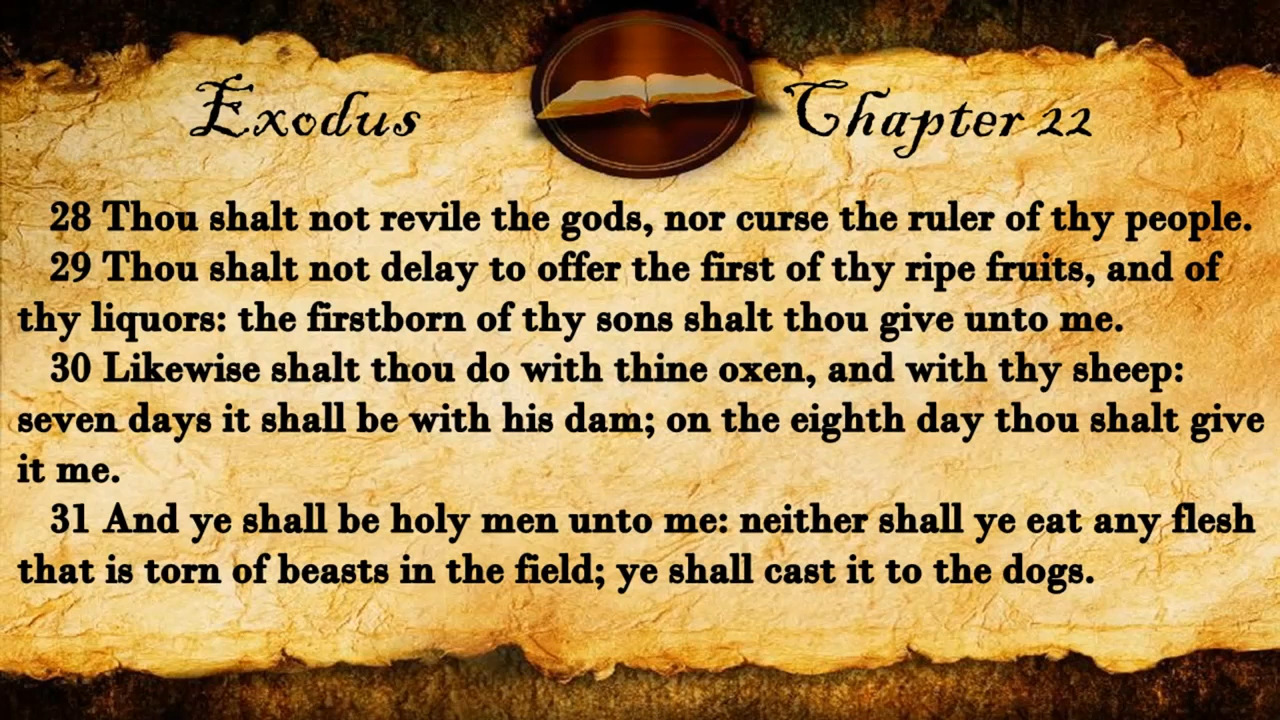 Exodus Chapter 22
28 Thou shalt not revile the gods, nor curse the ruler of thy people.
29 Thou shalt not delay to offer the first of thy ripe fruits, and of
thy liquors: the firstborn of thy sons shalt thou give unto me.
30 Likewise shalt thou do with thine oxen, and with thy sheep:
seven days it shall be with his dam; on the eighth day thou shalt give
it me.
31 And ye shall be holy men unto me: neither shall ye eat any flesh
that is torn of beasts in the field; ye shall cast it to the dogs.